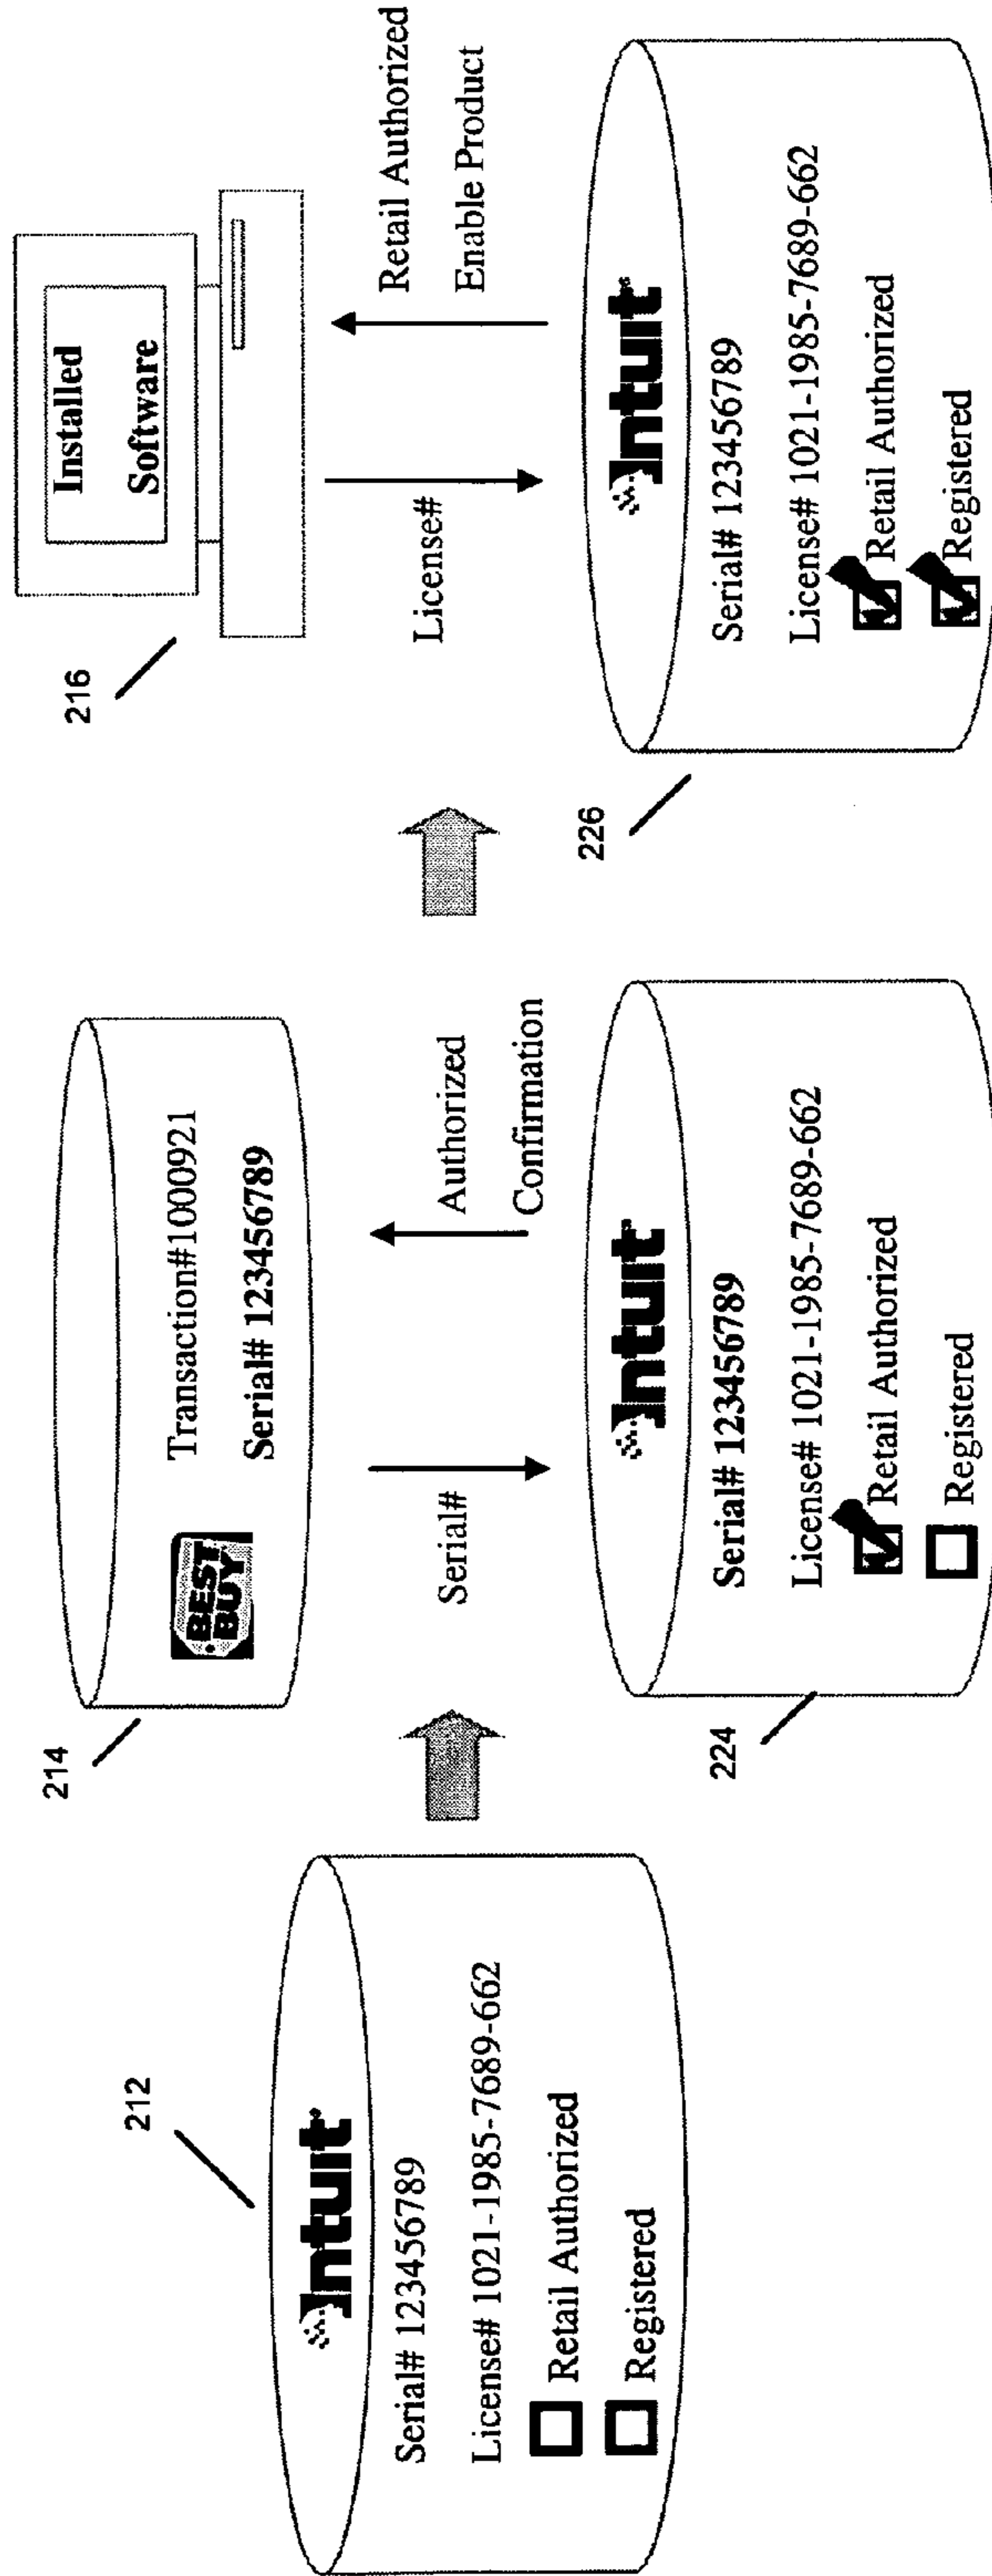 212
Intuit
Serial# 123456789
License# 1021-1985-7689-662
Retail Authorized
Registered
214
BEST
BUY
Transaction#1000921
Serial# 123456789
Serial#
Authorized
Confirmation
224
Intuit
Serial# 123456789
License# 1021-1985-7689-662
Retail Authorized
Registered
216
Installed
Software
License#
Retail Authorized
Enable Product
226
Intuit
Serial# 123456789
License# 1021-1985-7689-662
Retail Authorized
Registered